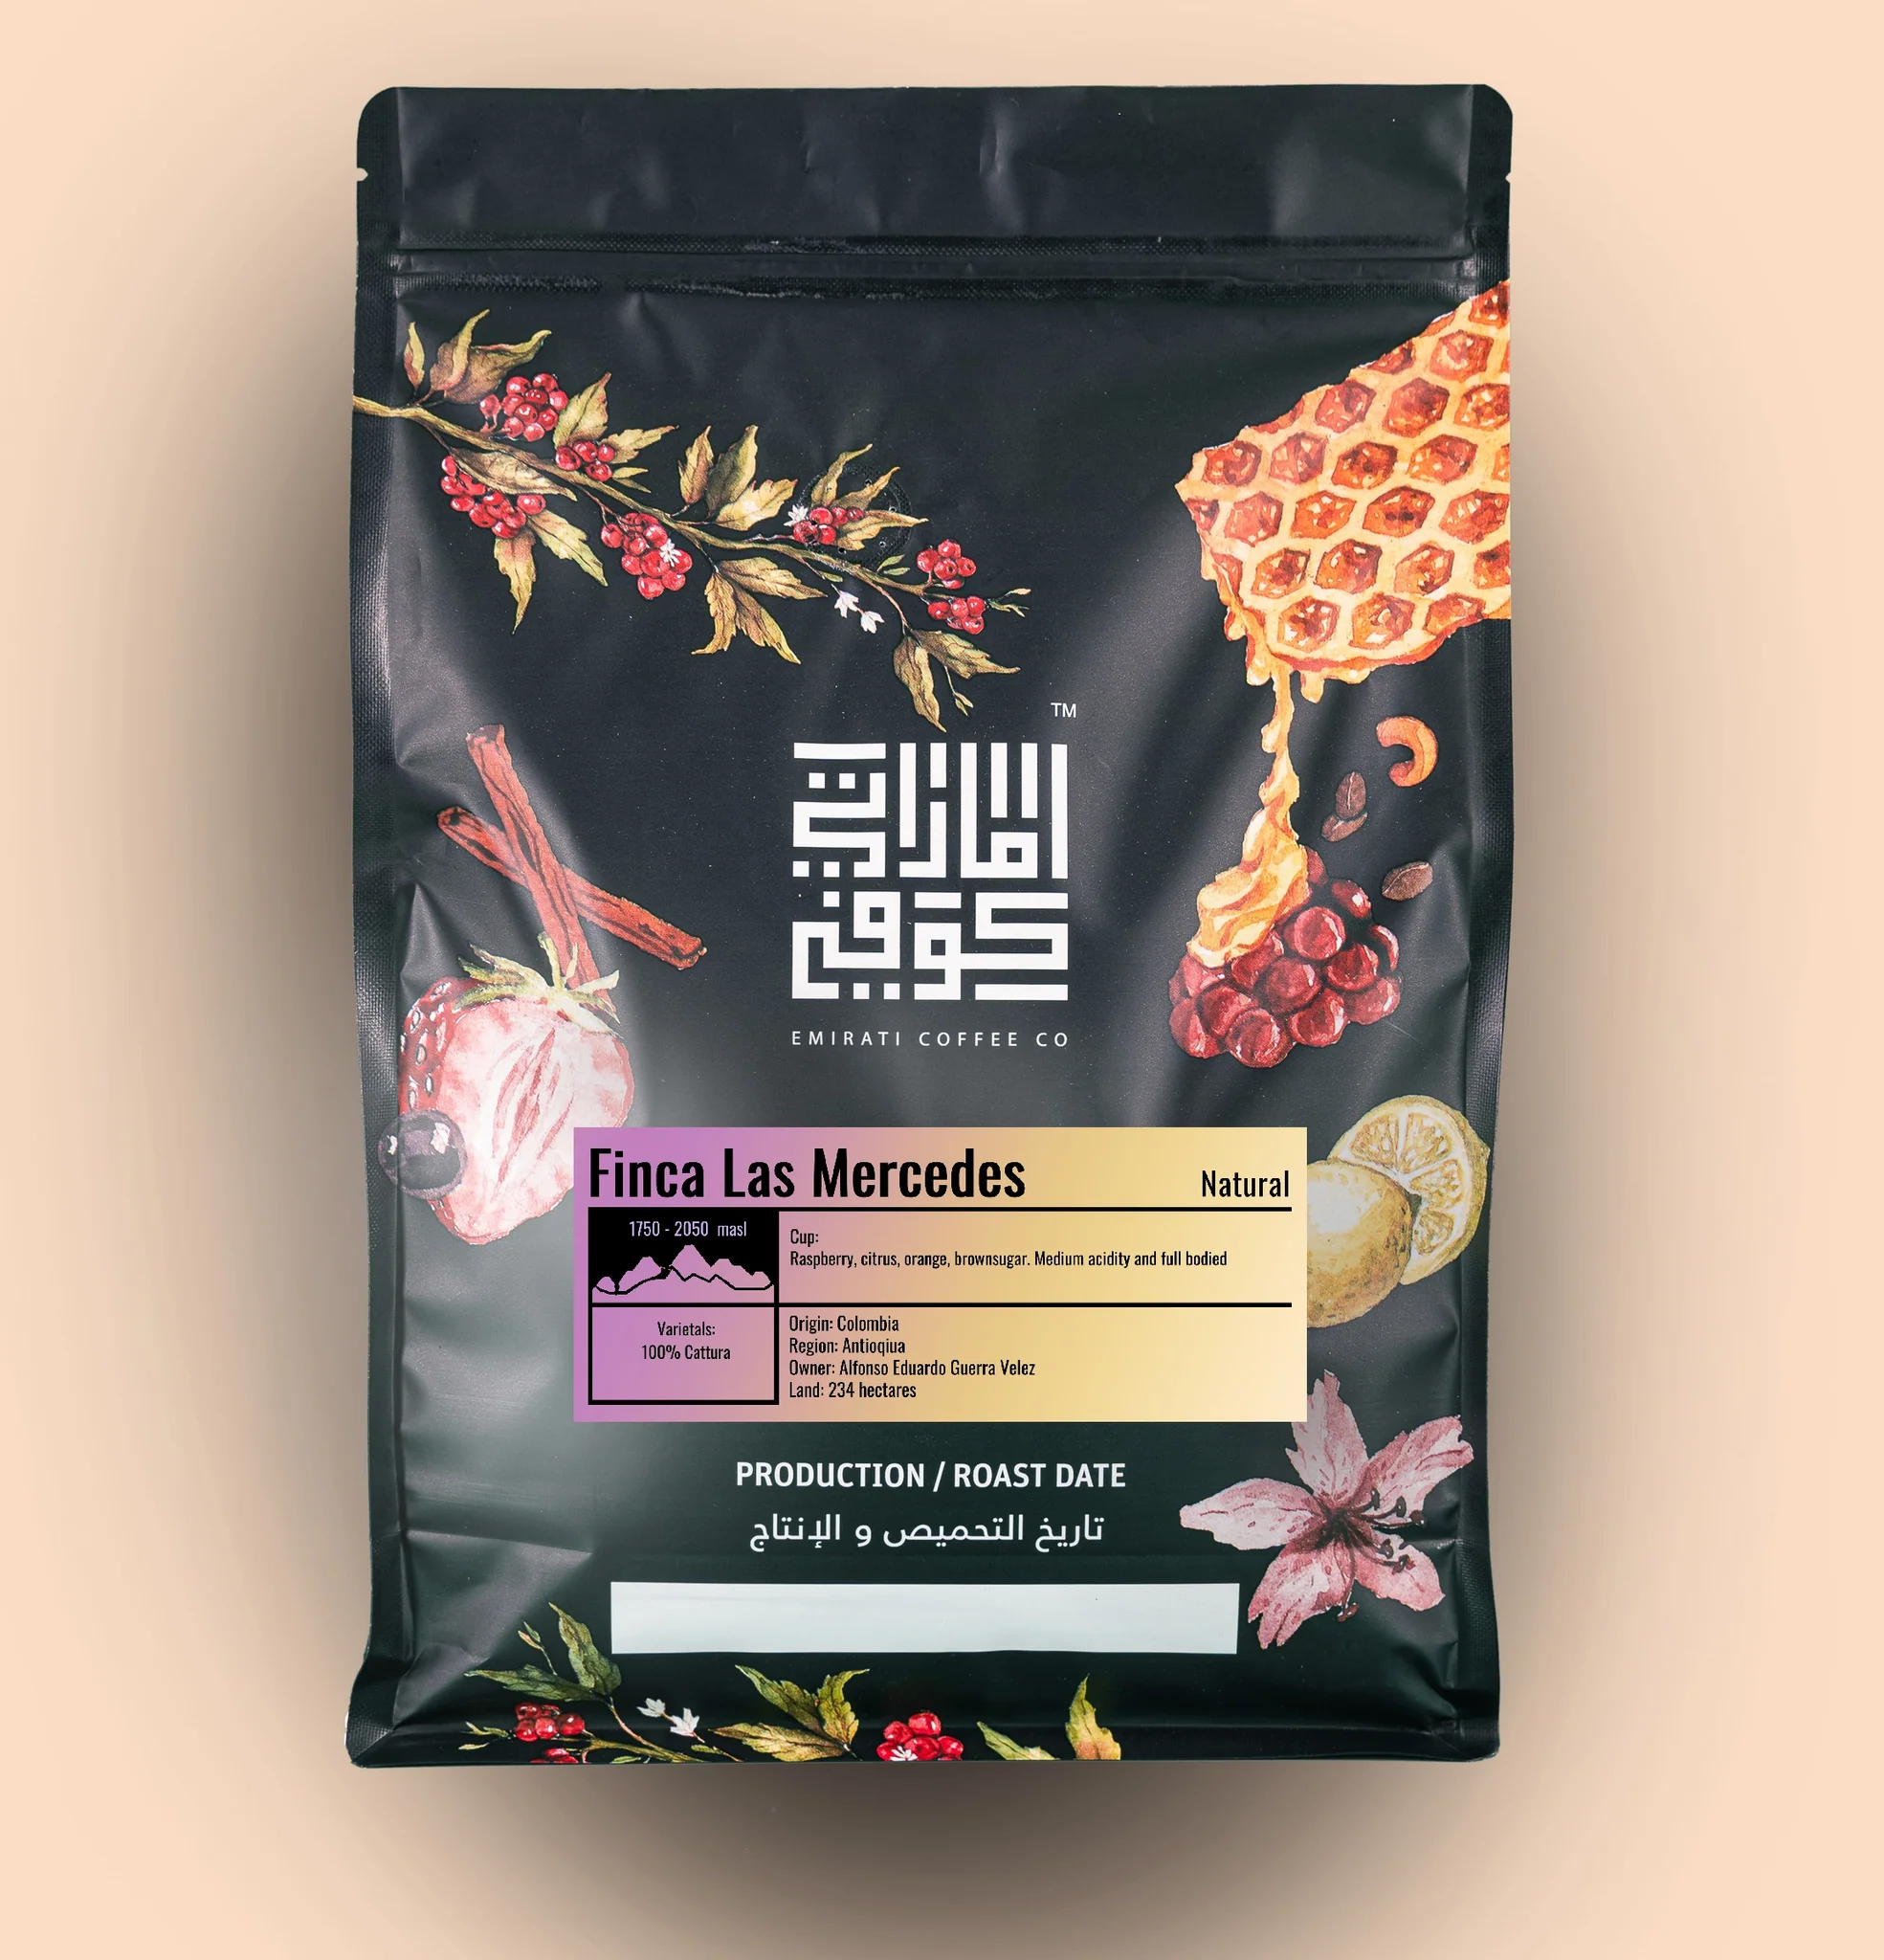 TM
اماراتي
كوفي
EMIRATI COFFEE CO
Finca Las Mercedes
Natural
1750 - 2050 masl
Cup:
Raspberry, citrus, orange, brownsugar. Medium acidity and full bodied
Varietals:
100% Cattura
Origin: Colombia
Region: Antioqiua
Owner: Alfonso Eduardo Guerra Velez
Land: 234 hectares
PRODUCTION / ROAST DATE
تاريخ التحميص و الإنتاج